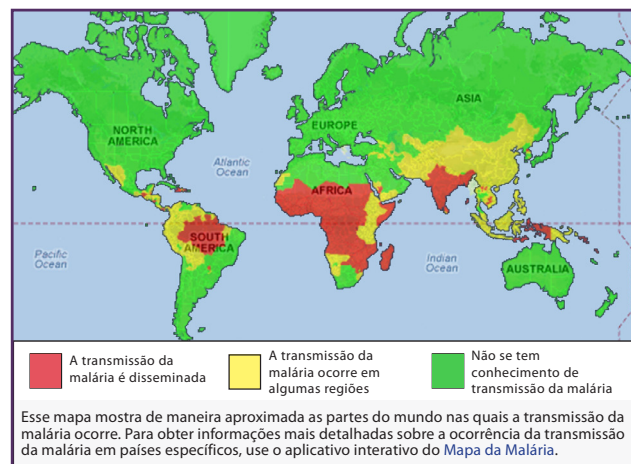 NORTH
AMERICA
Atlantic
Ocean
EUROPE
ASIA
AFRICA
Pacific
Ocean
SOUTH
AMERICA
Indian
Ocean
AUSTRALIA
A transmissão da
malária é disseminada
A transmissão da
malária ocorre em
algumas regiões
Não se tem
conhecimento de
transmissão da malária
Esse mapa mostra de maneira aproximada as partes do mundo nas quais a transmissão da
malária ocorre. Para obter informações mais detalhadas sobre a ocorrência da transmissão
da malária em países específicos, use o aplicativo interativo do Mapa da Malária.